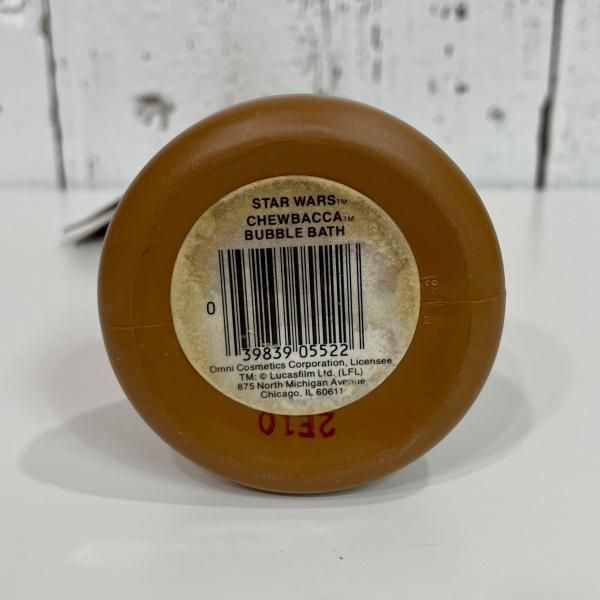 STAR WARS™
CHEWBACCA™
BUBBLE BATH
0 39839 05522
Omni Cosmetics Corporation, Licensee
TM: © Lucasfilm Ltd. (LFL)
875 North Michigan Avenue
Chicago, IL 60611
2E10